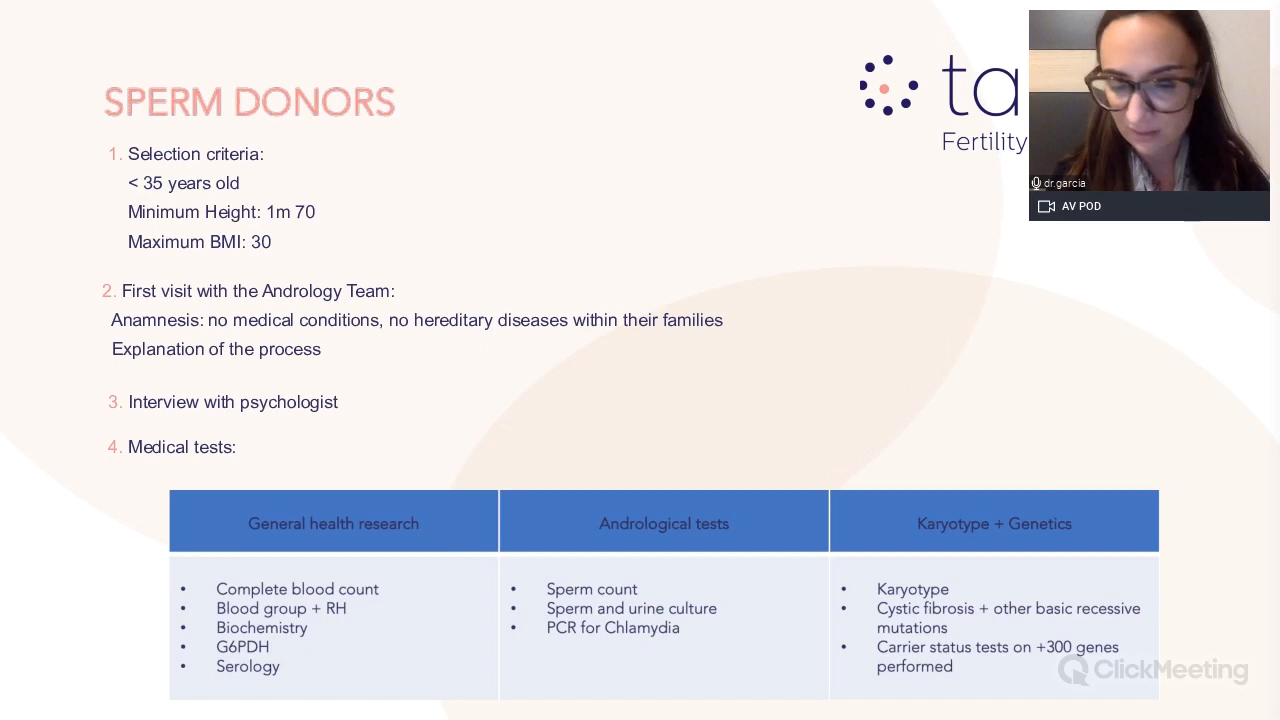 SPERM DONORS
ta
Fertility
dr.garcia
AV POD
1. Selection criteria:
< 35 years old
Minimum Height: 1m 70
Maximum BMI: 30
2. First visit with the Andrology Team:
Anamnesis: no medical conditions, no hereditary diseases within their families
Explanation of the process
3. Interview with psychologist
4. Medical tests:
General health research
• Complete blood count
• Blood group + RH
• Biochemistry
• G6PDH
• Serology
Andrological tests
• Sperm count
• Sperm and urine culture
• PCR for Chlamydia
Karyotype + Genetics
• Karyotype
• Cystic fibrosis + other basic recessive
mutations
• Carrier status tests on +300 genes
performed
ClickMeeting